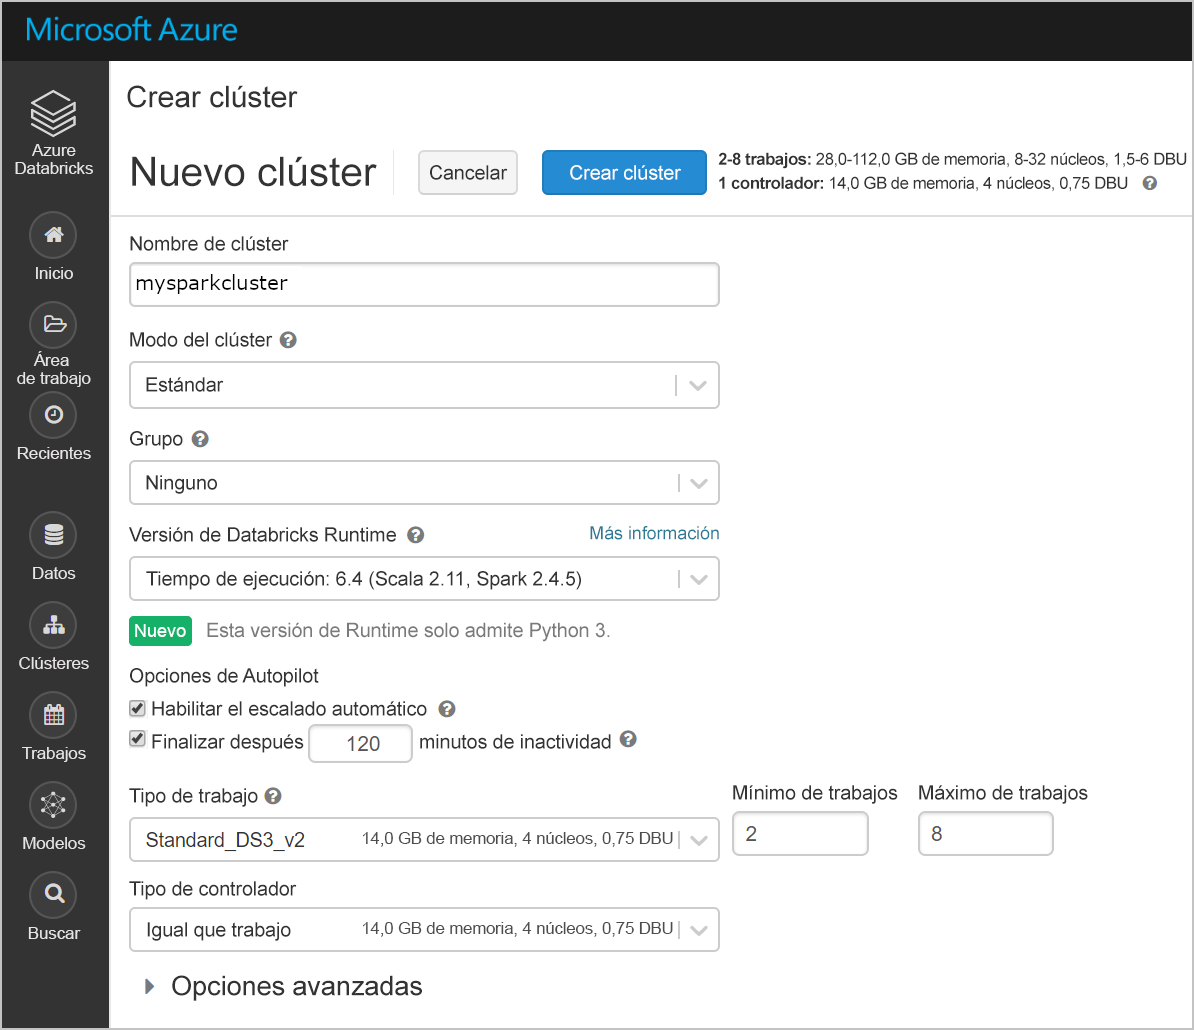 Microsoft Azure
Azure
Databricks
Inicio
Área
de trabajo
Recientes
Datos
Clústeres
Trabajos
Modelos
Buscar
Crear clúster
Nuevo clúster
Cancelar
Crear clúster
2-8 trabajos: 28,0-112,0 GB de memoria, 8-32 núcleos, 1,5-6 DBU
1 controlador: 14,0 GB de memoria, 4 núcleos, 0,75 DBU ?
Nombre de clúster
mysparkcluster
Modo del clúster ?
Estándar
Grupo ?
Ninguno
Versión de Databricks Runtime ? Más información
Tiempo de ejecución: 6.4 (Scala 2.11, Spark 2.4.5)
Nuevo Esta versión de Runtime solo admite Python 3.
Opciones de Autopilot
Habilitar el escalado automático ?
Finalizar después 120 minutos de inactividad ?
Tipo de trabajo ? Mínimo de trabajos Máximo de trabajos
Standard_DS3_v2 14,0 GB de memoria, 4 núcleos, 0,75 DBU 2 8
Tipo de controlador
Igual que trabajo 14,0 GB de memoria, 4 núcleos, 0,75 DBU
Opciones avanzadas